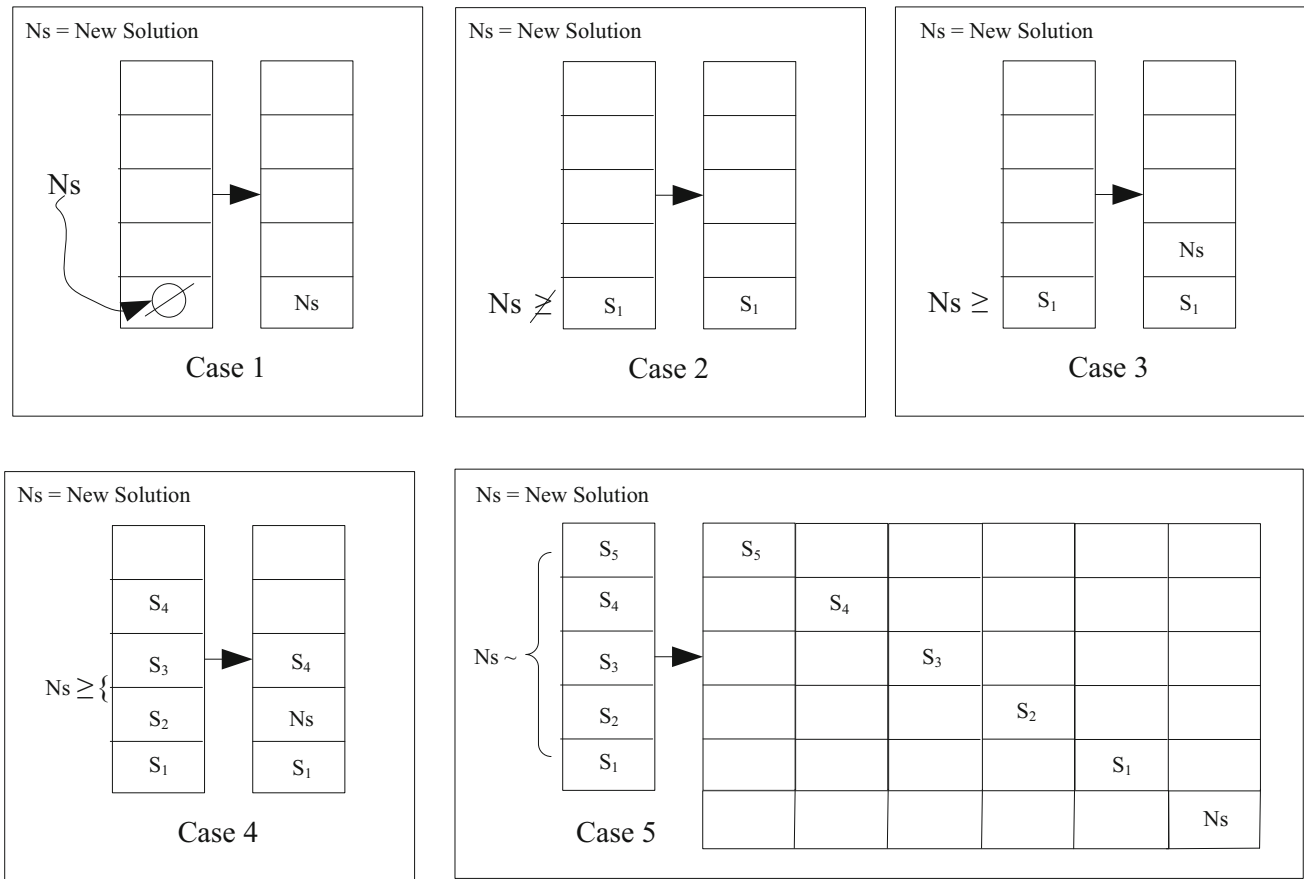 Ns = New Solution
Ns
Ns
Case 1
Ns = New Solution
Ns ≱ S₁
S₁
Case 2
Ns = New Solution
Ns
Ns ≥ S₁
S₁
Case 3
Ns = New Solution
S₄
S₃
S₄
Ns ≥ {
S₂
Ns
S₁
S₁
Case 4
Ns = New Solution
S₅
S₅
S₄
S₄
Ns ~
S₃
S₃
S₂
S₂
S₁
S₁
Ns
Case 5